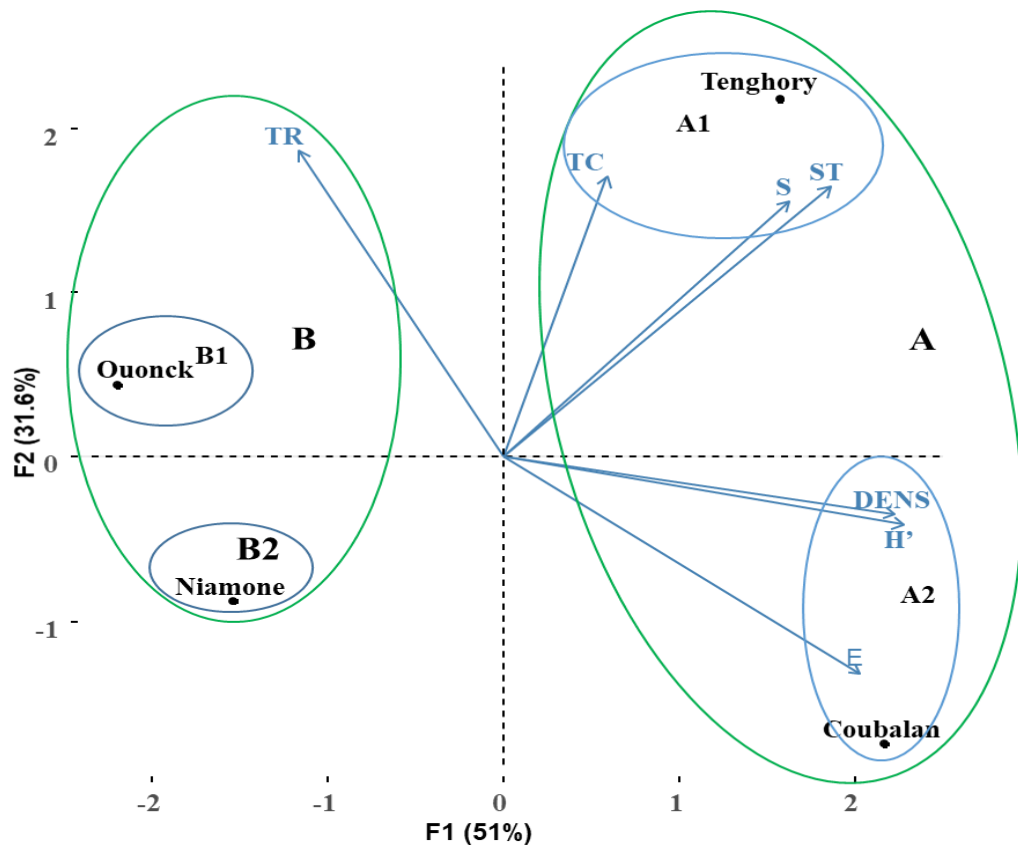 Tenghory
A1
TR
2
TC
S
ST
1
B
A
Ouonck
B1
0
DENS
H'
B2
Niamone
A2
-1
E
Coubalan
-2
-1
0
1
2
F1 (51%)
F2 (31.6%)